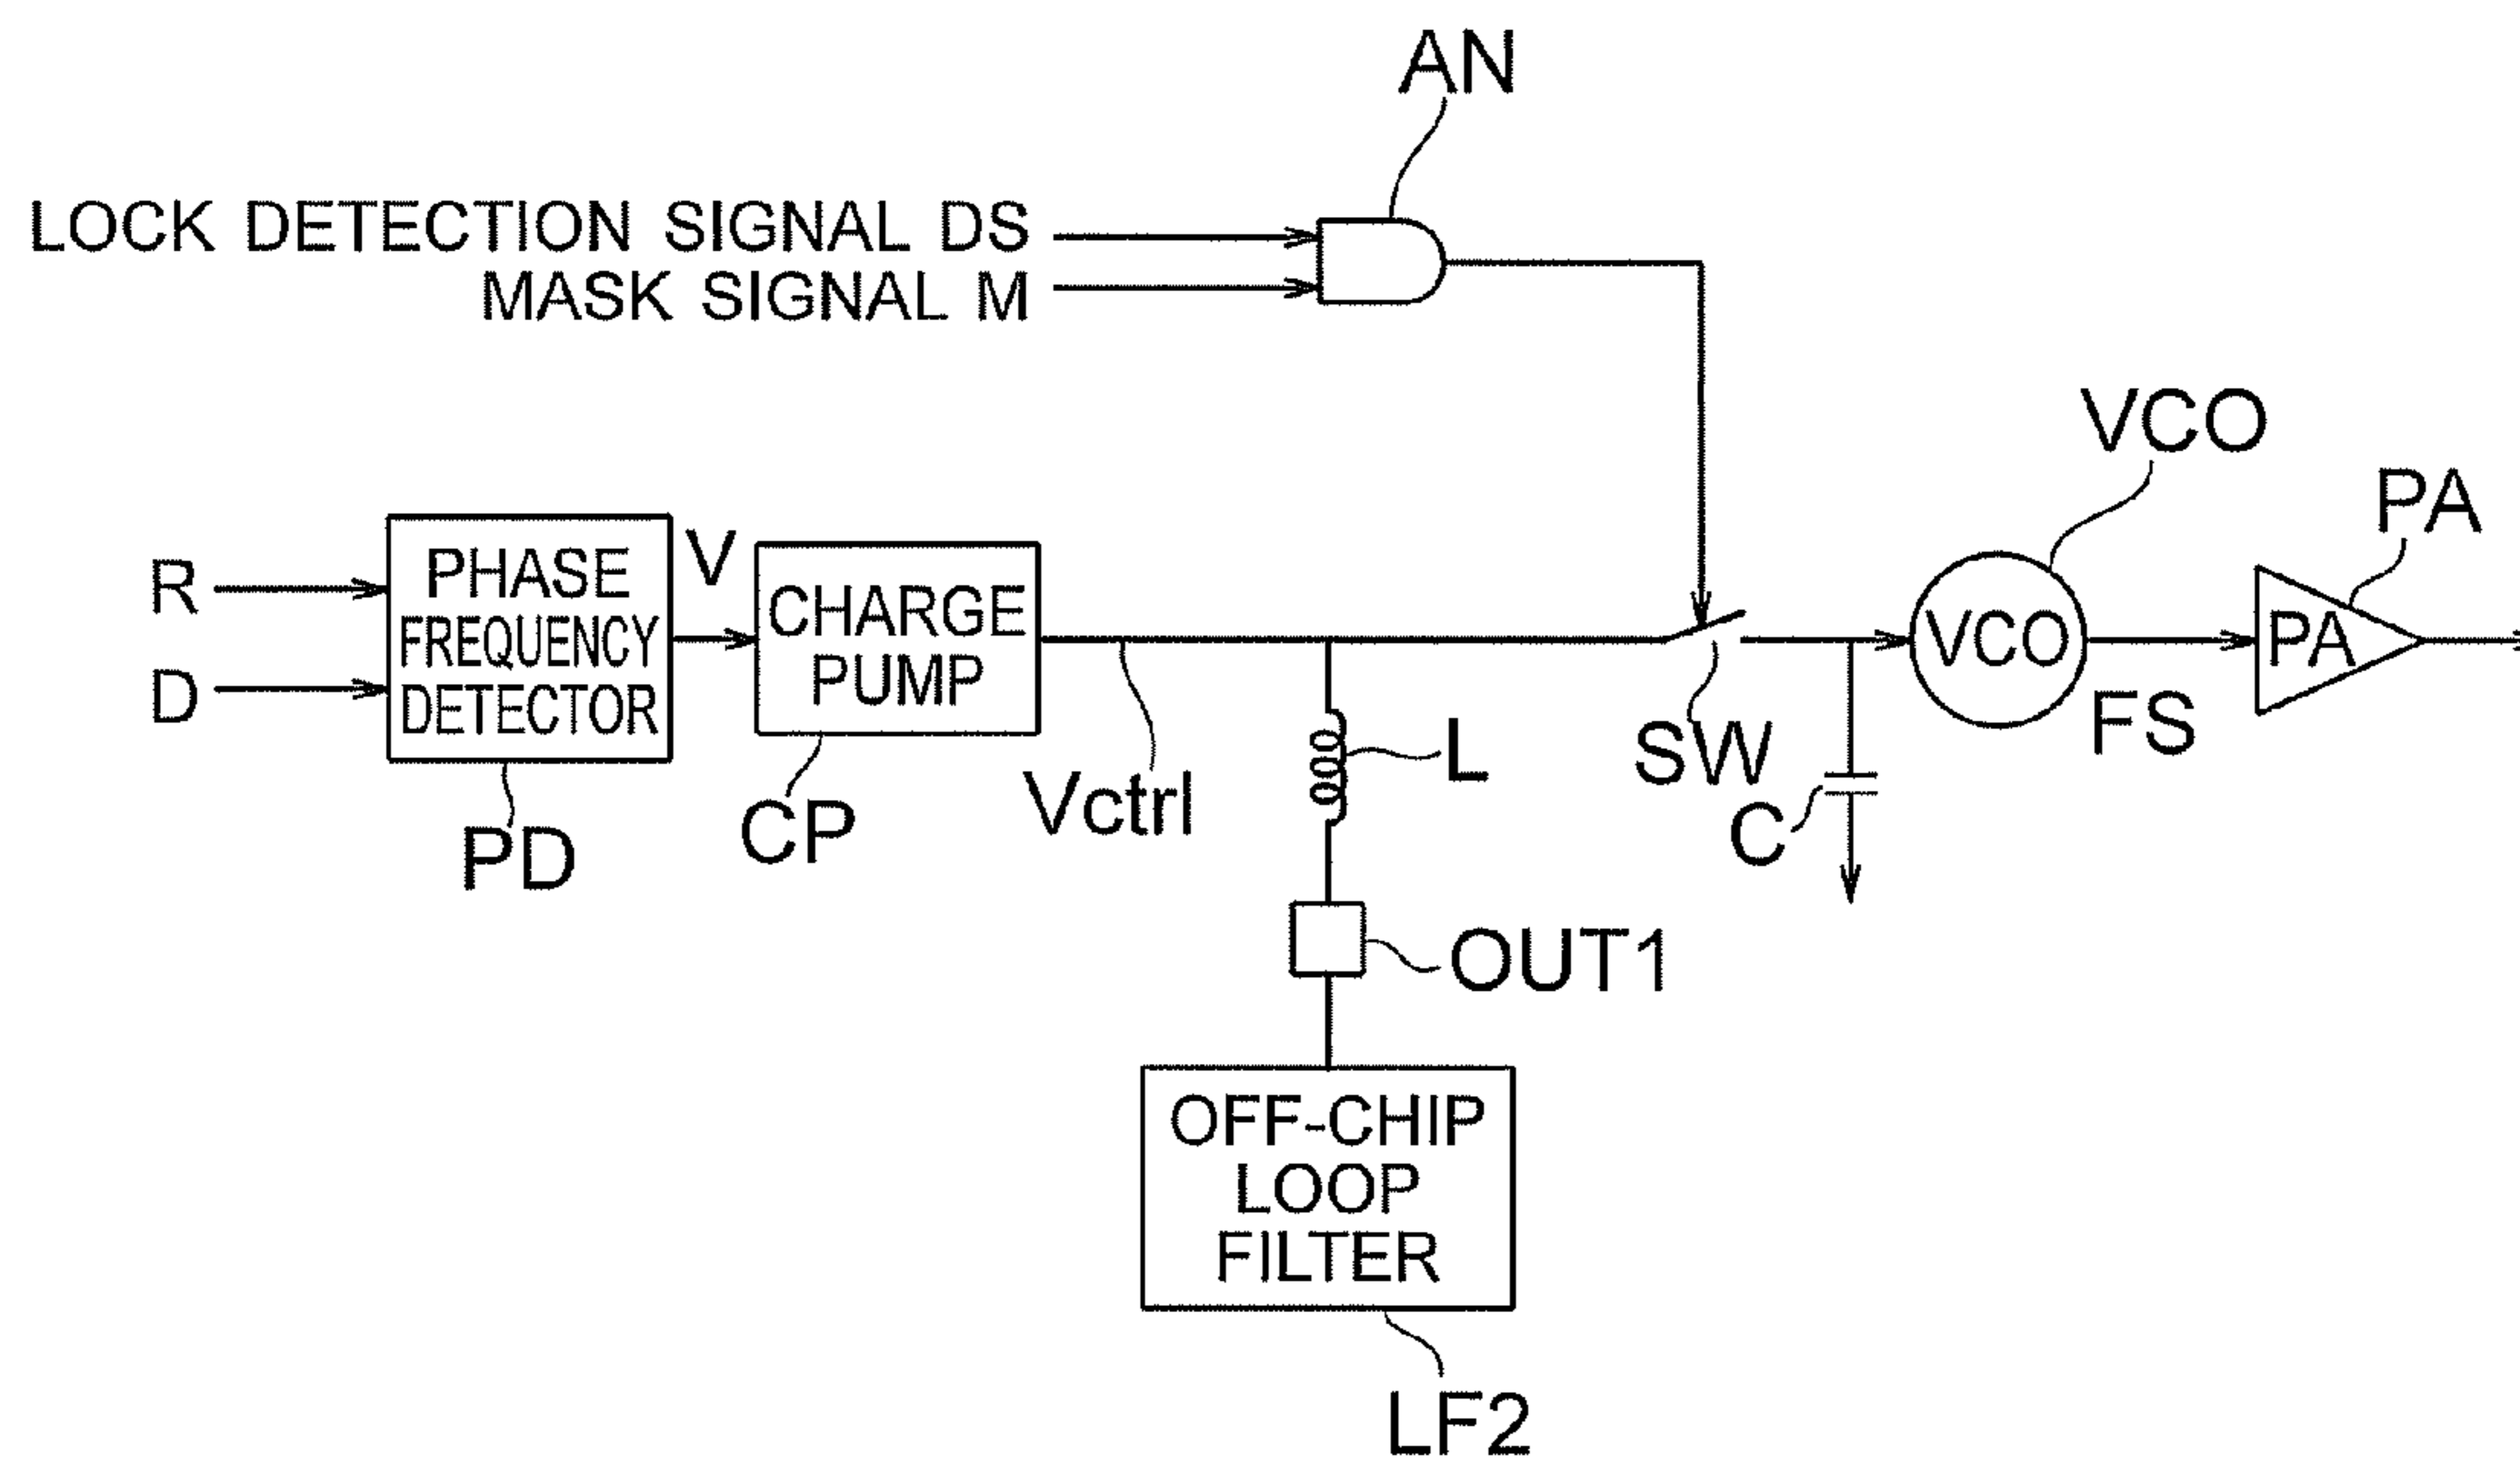 AN
LOCK DETECTION SIGNAL DS
MASK SIGNAL M
VCO
PA
R
D
PHASE
FREQUENCY
DETECTOR
V
CHARGE
PUMP
VCO
PA
FS
PD
CP
Vctrl
L
SW
C
OUT1
OFF-CHIP
LOOP
FILTER
LF2